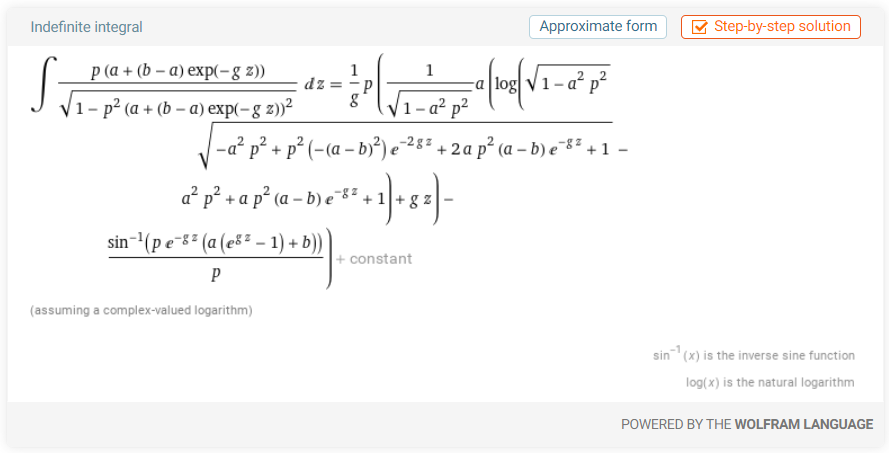 Indefinite integral
Approximate form
Step-by-step solution
∫ p (a + (b − a) exp(−g z)) / √(1 − p² (a + (b − a) exp(−g z))²) dz = 1/g p ( 1/√(1 − a² p²) a ( log( √(1 − a² p²)
√(−a² p² + p² (−(a − b)²) e^(−2 g z) + 2 a p² (a − b) e^(−g z) + 1) −
a² p² + a p² (a − b) e^(−g z) + 1 ) + g z ) −
sin⁻¹(p e^(−g z) (a (e^(g z) − 1) + b)) / p ) + constant
(assuming a complex-valued logarithm)
sin⁻¹(x) is the inverse sine function
log(x) is the natural logarithm
POWERED BY THE WOLFRAM LANGUAGE